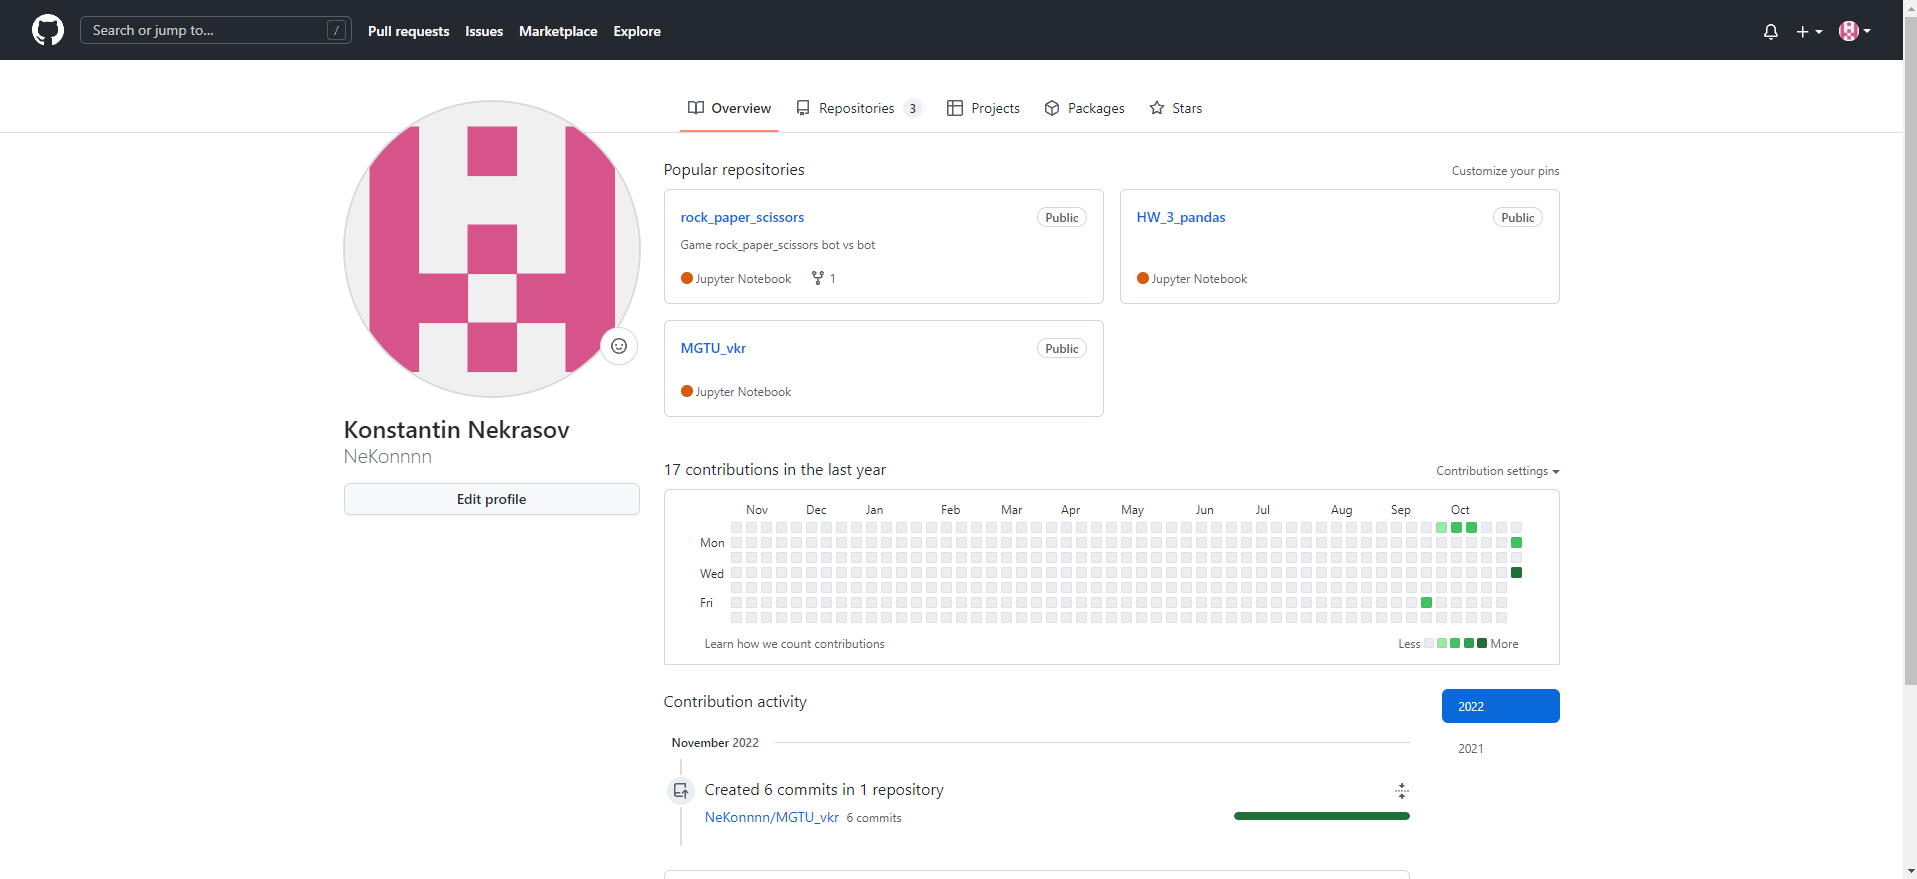 Search or jump to... /
Pull requests Issues Marketplace Explore
Overview Repositories 3 Projects Packages Stars
Konstantin Nekrasov
NeKonnnn
Edit profile
Popular repositories
Customize your pins
rock_paper_scissors Public
Game rock_paper_scissors bot vs bot
Jupyter Notebook 1
HW_3_pandas Public
Jupyter Notebook
MGTU_vkr Public
Jupyter Notebook
17 contributions in the last year
Contribution settings
Nov Dec Jan Feb Mar Apr May Jun Jul Aug Sep Oct
Mon
Wed
Fri
Learn how we count contributions
Less More
Contribution activity
2022
2021
November 2022
Created 6 commits in 1 repository
NeKonnnn/MGTU_vkr 6 commits